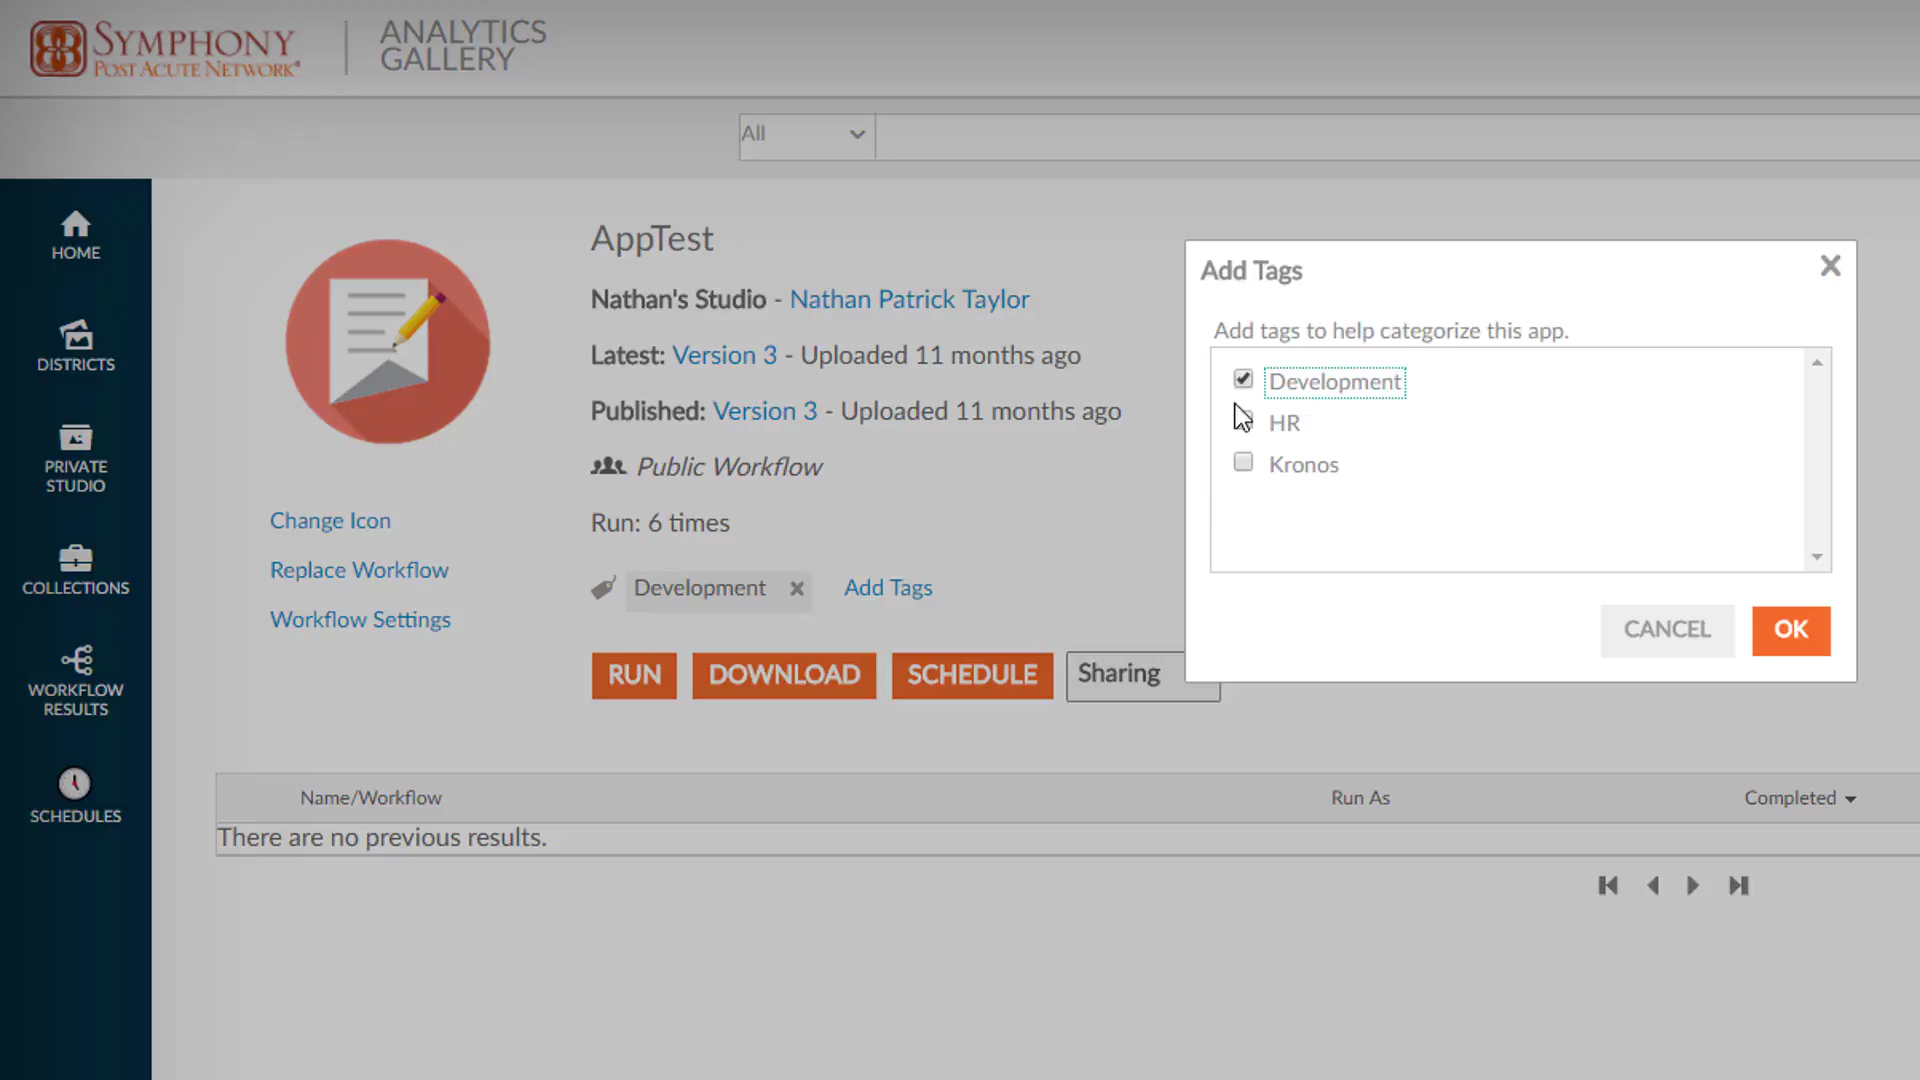 SYMPHONY
POST ACUTE NETWORK®
ANALYTICS
GALLERY
All
HOME
DISTRICTS
PRIVATE
STUDIO
COLLECTIONS
WORKFLOW
RESULTS
SCHEDULES
AppTest
Nathan's Studio - Nathan Patrick Taylor
Latest: Version 3 - Uploaded 11 months ago
Published: Version 3 - Uploaded 11 months ago
Public Workflow
Run: 6 times
Development Add Tags
Change Icon
Replace Workflow
Workflow Settings
RUN DOWNLOAD SCHEDULE Sharing
Add Tags
Add tags to help categorize this app.
Development
HR
Kronos
CANCEL OK
Name/Workflow Run As Completed
There are no previous results.